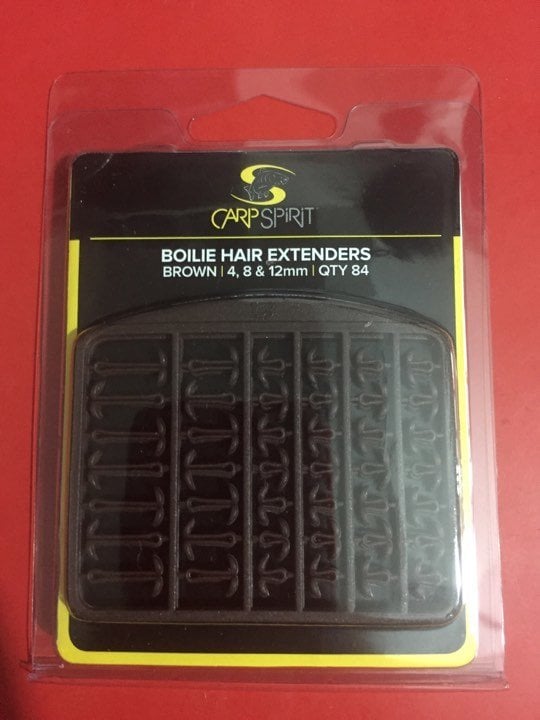 CARP SPIRIT
BOILIE HAIR EXTENDERS
BROWN | 4, 8 & 12mm | QTY 84